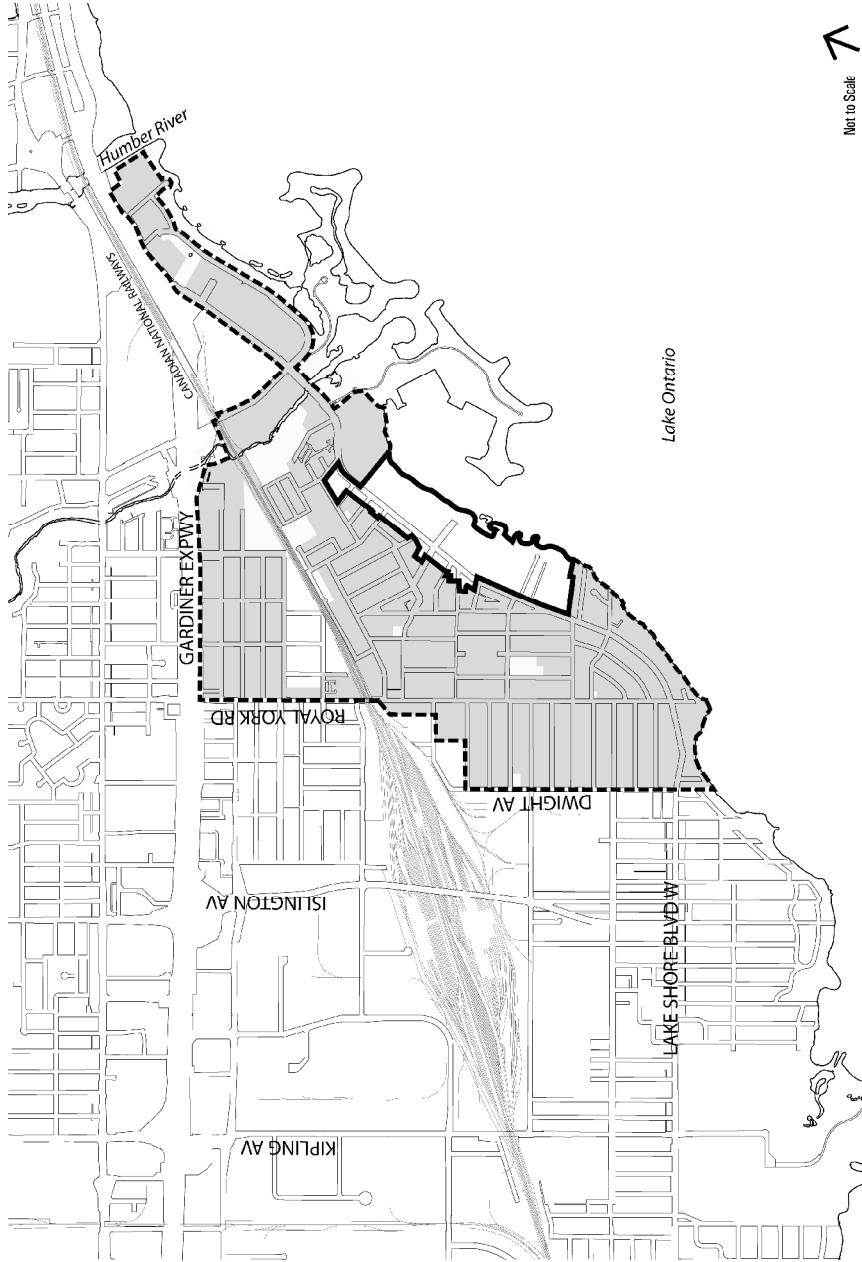 Not to Scale
Humber River
CANADIAN NATIONAL RAILWAYS
Lake Ontario
GARDINER EXPWY
ROYAL YORK RD
DWIGHT AV
ISLINGTON AV
LAKE SHORE BLVD W
KIPLING AV